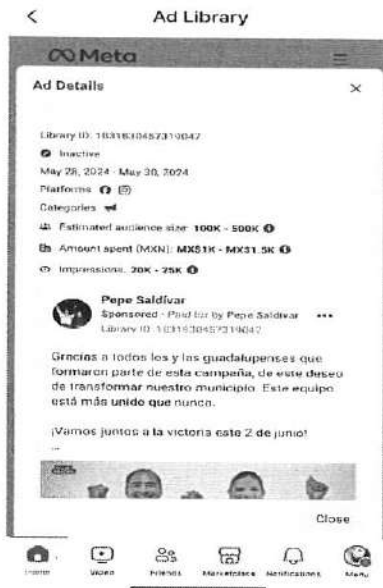 Ad Library
Meta
Ad Details
Library ID: 1031630457319047
Inactive
May 28, 2024 - May 30, 2024
Platforms
Categories
Estimated audience size: 100K - 500K
Amount spent (MXN): MX$1K - MX$1.5K
Impressions: 20K - 25K
Pepe Saldívar
Sponsored · Paid for by Pepe Saldívar
Library ID: 1031630457319047
Gracias a todos los y las guadalupenses que
formaron parte de esta campaña, de este deseo
de transformar nuestro municipio. Este equipo
está más unido que nunca.
¡Vamos juntos a la victoria este 2 de junio!
...
Close
Home Video Friends Marketplace Notifications Menu